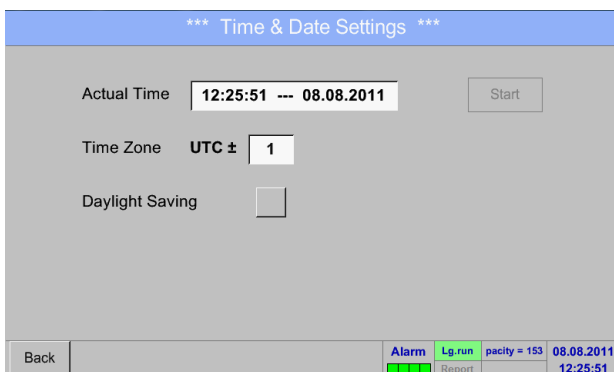 *** Time & Date Settings ***
Actual Time 12:25:51 --- 08.08.2011 Start
Time Zone UTC ± 1
Daylight Saving
Back
Alarm Lg.run pacity = 153 08.08.2011
Report 12:25:51